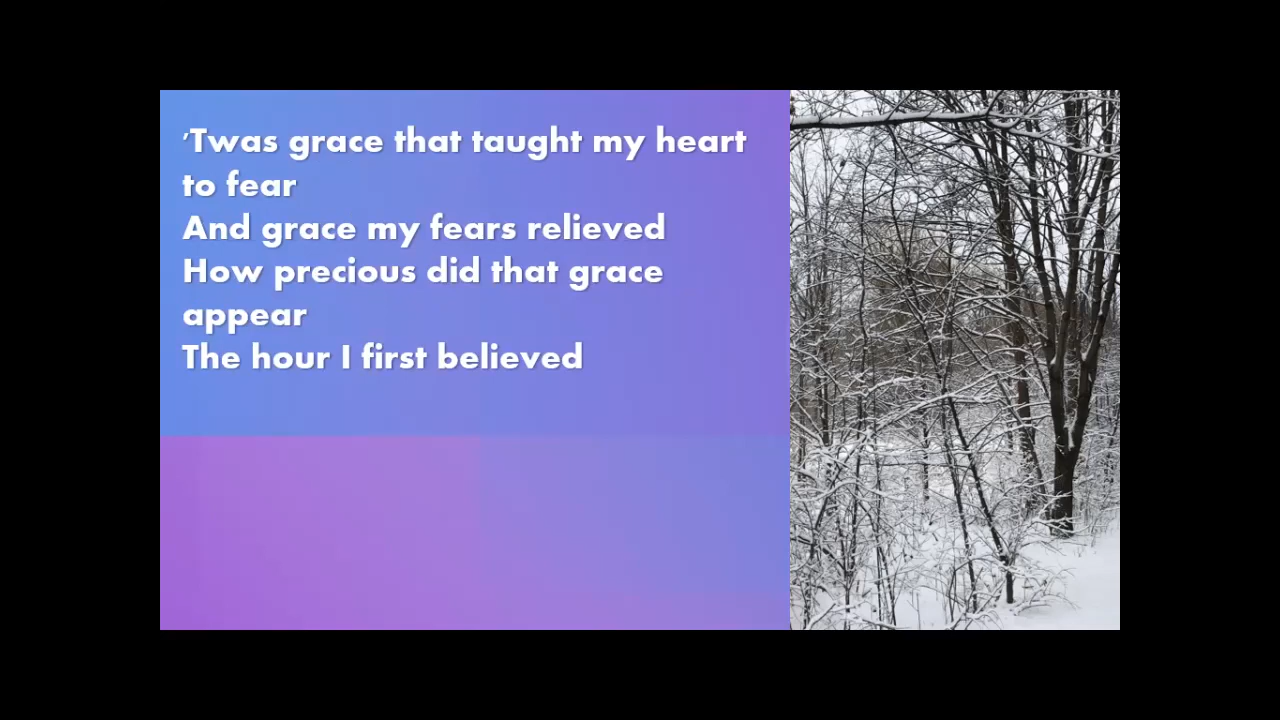 ’Twas grace that taught my heart
to fear
And grace my fears relieved
How precious did that grace
appear
The hour I first believed